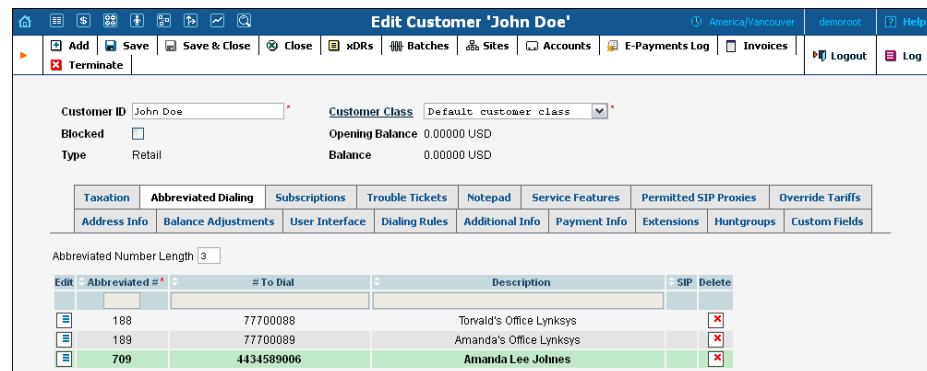 Edit Customer 'John Doe' America/Vancouver demoroot ? Help
Add Save Save & Close Close xDRs Batches Sites Accounts E-Payments Log Invoices Logout Log
Terminate
Customer ID John Doe * Customer Class Default customer class *
Blocked Opening Balance 0.00000 USD
Type Retail Balance 0.00000 USD
Taxation Abbreviated Dialing Subscriptions Trouble Tickets Notepad Service Features Permitted SIP Proxies Override Tariffs
Address Info Balance Adjustments User Interface Dialing Rules Additional Info Payment Info Extensions Huntgroups Custom Fields
Abbreviated Number Length 3
Edit Abbreviated #* # To Dial Description SIP Delete
188 77700088 Torvald's Office Lynksys
189 77700089 Amanda's Office Lynksys
709 4434589006 Amanda Lee Johnes